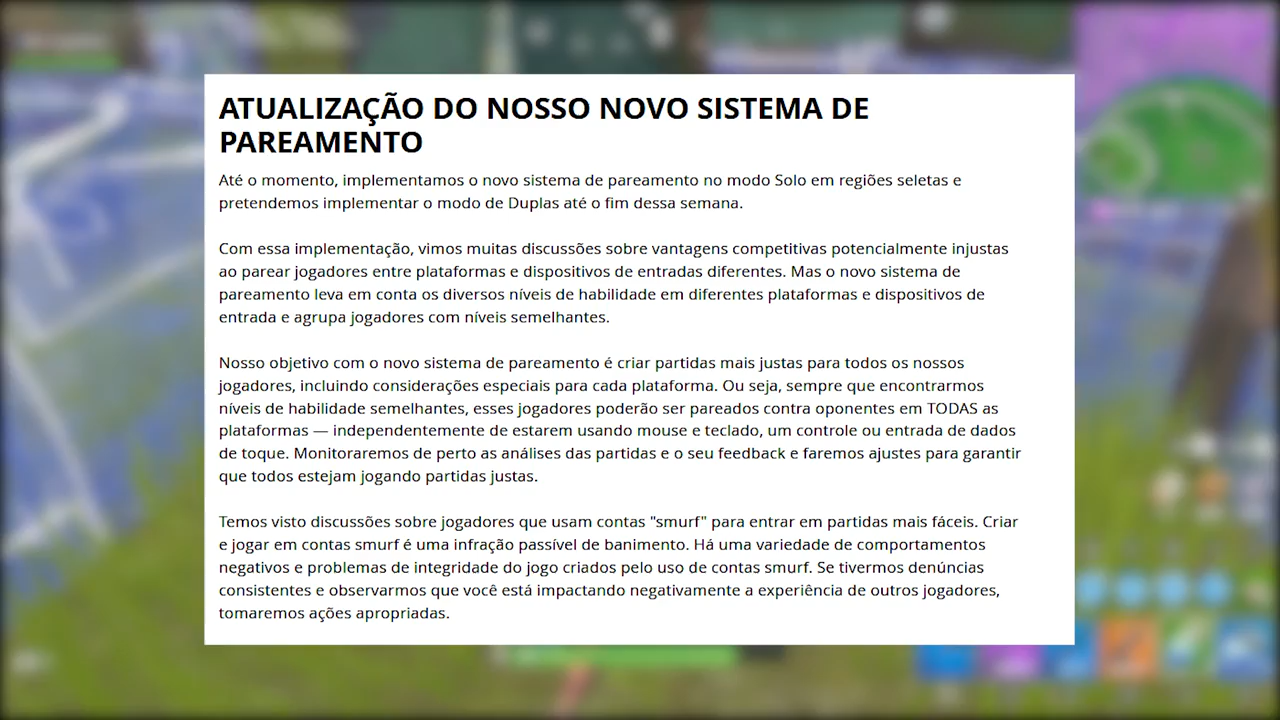 ATUALIZAÇÃO DO NOSSO NOVO SISTEMA DE
PAREAMENTO
Até o momento, implementamos o novo sistema de pareamento no modo Solo em regiões seletas e
pretendemos implementar o modo de Duplas até o fim dessa semana.
Com essa implementação, vimos muitas discussões sobre vantagens competitivas potencialmente injustas
ao parear jogadores entre plataformas e dispositivos de entradas diferentes. Mas o novo sistema de
pareamento leva em conta os diversos níveis de habilidade em diferentes plataformas e dispositivos de
entrada e agrupa jogadores com níveis semelhantes.
Nosso objetivo com o novo sistema de pareamento é criar partidas mais justas para todos os nossos
jogadores, incluindo considerações especiais para cada plataforma. Ou seja, sempre que encontrarmos
níveis de habilidade semelhantes, esses jogadores poderão ser pareados contra oponentes em TODAS as
plataformas — independentemente de estarem usando mouse e teclado, um controle ou entrada de dados
de toque. Monitoraremos de perto as análises das partidas e o seu feedback e faremos ajustes para garantir
que todos estejam jogando partidas justas.
Temos visto discussões sobre jogadores que usam contas "smurf" para entrar em partidas mais fáceis. Criar
e jogar em contas smurf é uma infração passível de banimento. Há uma variedade de comportamentos
negativos e problemas de integridade do jogo criados pelo uso de contas smurf. Se tivermos denúncias
consistentes e observarmos que você está impactando negativamente a experiência de outros jogadores,
tomaremos ações apropriadas.